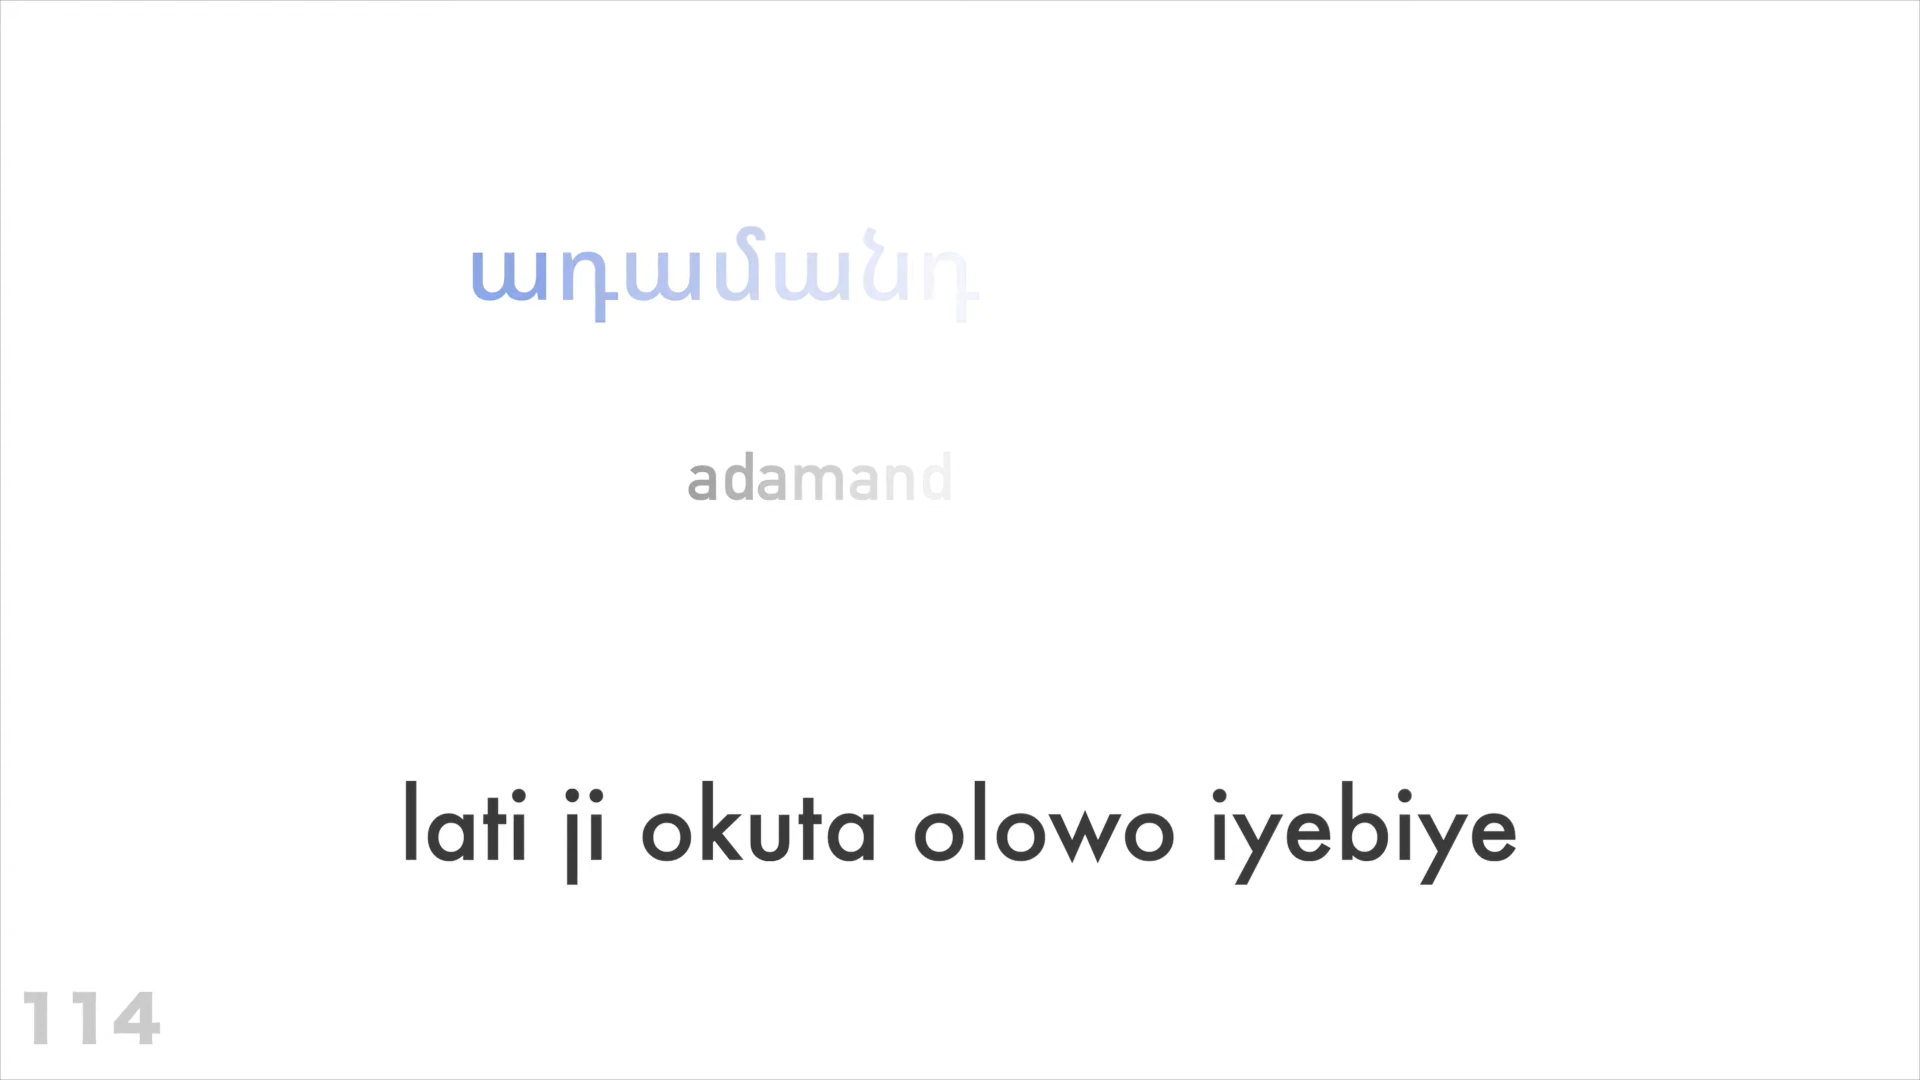 ադամանդ
adamand
lati ji okuta olowo iyebiye
114